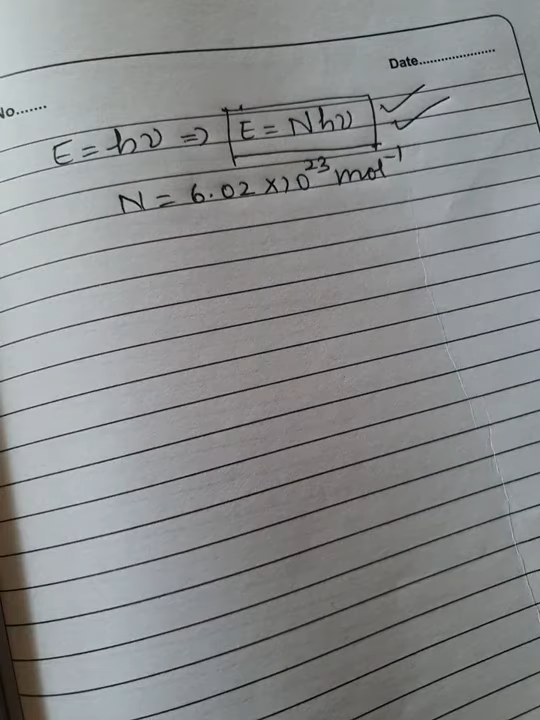 No.......
Date......................
E = hν ⇒ E = Nhν ✓✓
N = 6.02 × 10²³ mol⁻¹